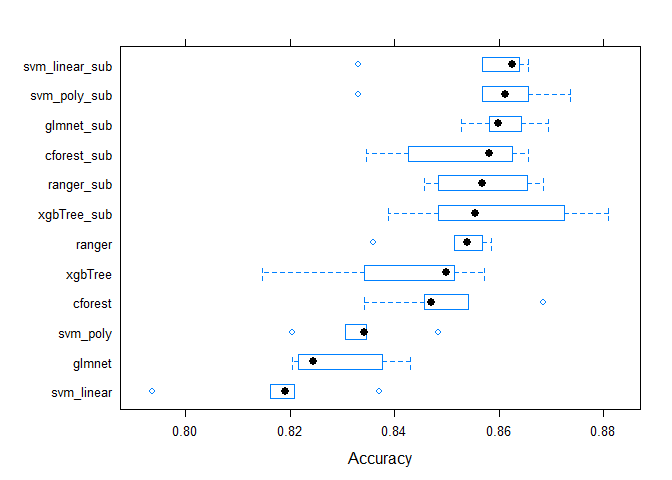 svm_linear_sub
svm_poly_sub
glmnet_sub
cforest_sub
ranger_sub
xgbTree_sub
ranger
xgbTree
cforest
svm_poly
glmnet
svm_linear
0.80 0.82 0.84 0.86 0.88
Accuracy